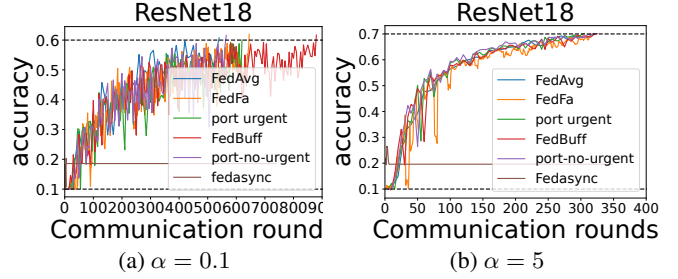 ResNet18
accuracy
0.6
0.5
0.4
0.3
0.2
0.1
FedAvg
FedFa
port urgent
FedBuff
port-no-urgent
fedasync
0 100200300400500600700809
Communication round
(a) α = 0.1
ResNet18
accuracy
0.7
0.6
0.5
0.4
0.3
0.2
0.1
FedAvg
FedFa
port urgent
FedBuff
port-no-urgent
Fedasync
0 50 100 150 200 250 300 350 400
Communication rounds
(b) α = 5